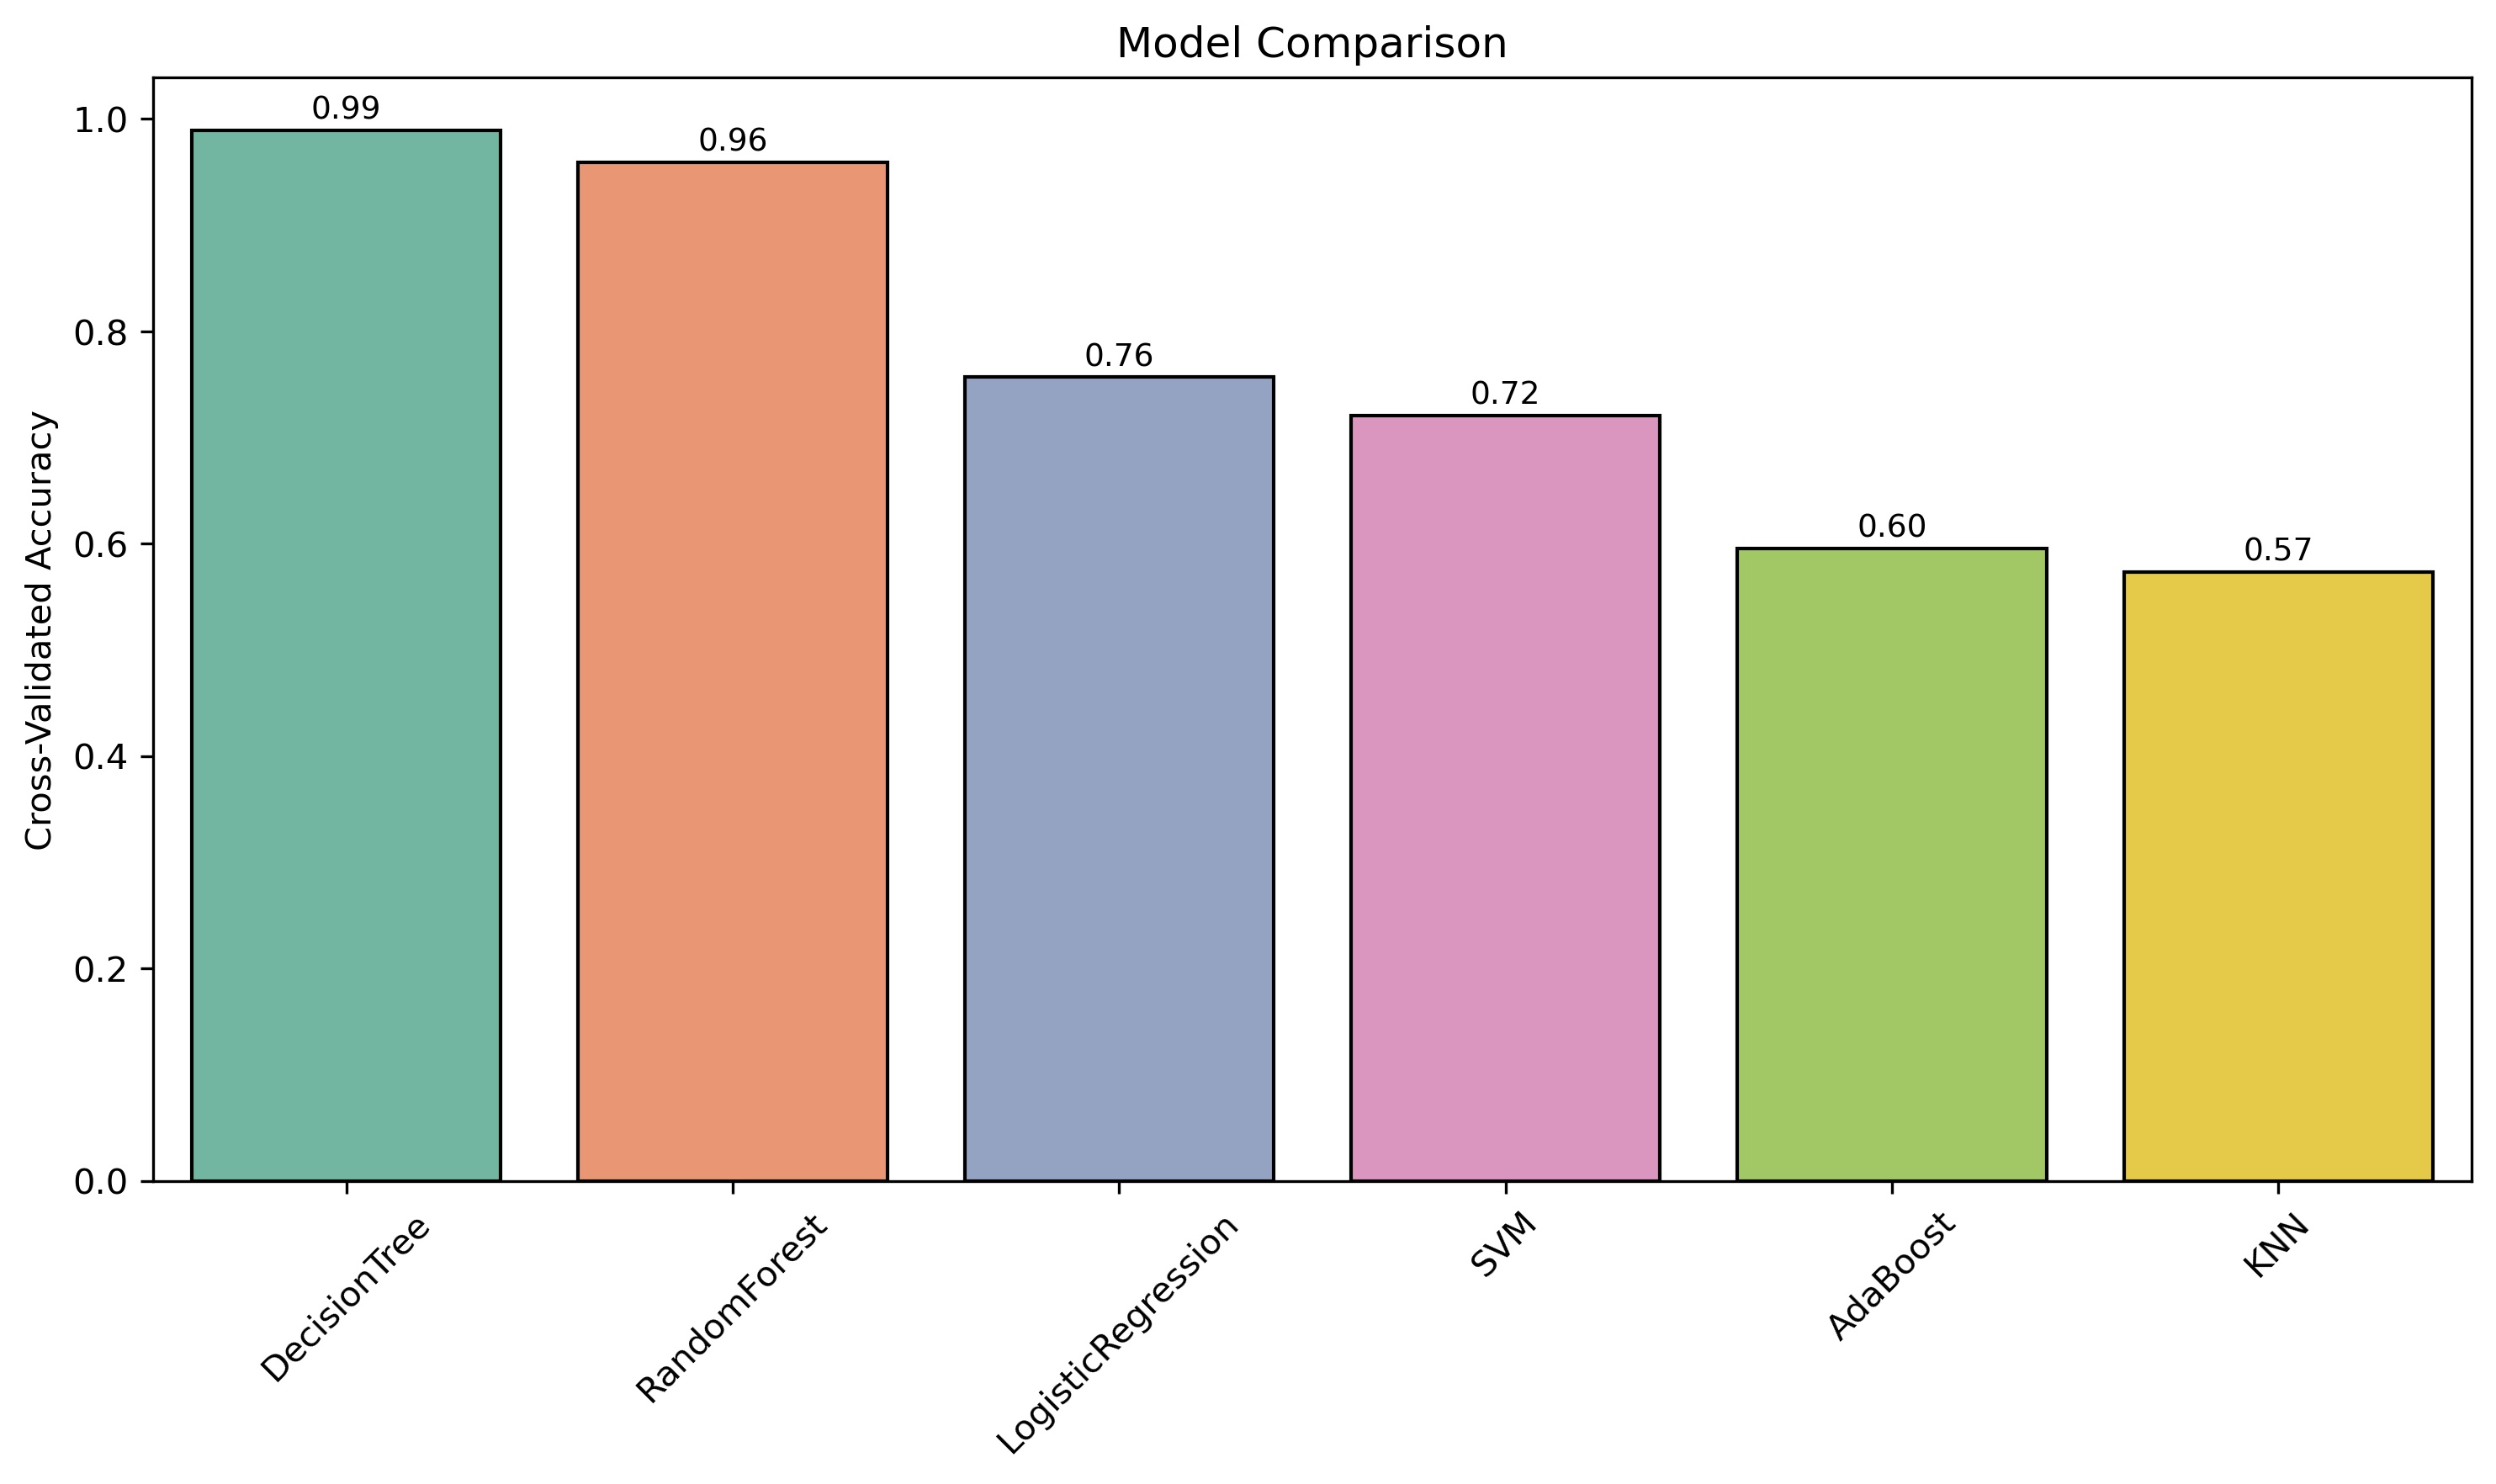 Model Comparison
Cross-Validated Accuracy
1.0
0.8
0.6
0.4
0.2
0.0
0.99
0.96
0.76
0.72
0.60
0.57
DecisionTree
RandomForest
LogisticRegression
SVM
AdaBoost
KNN